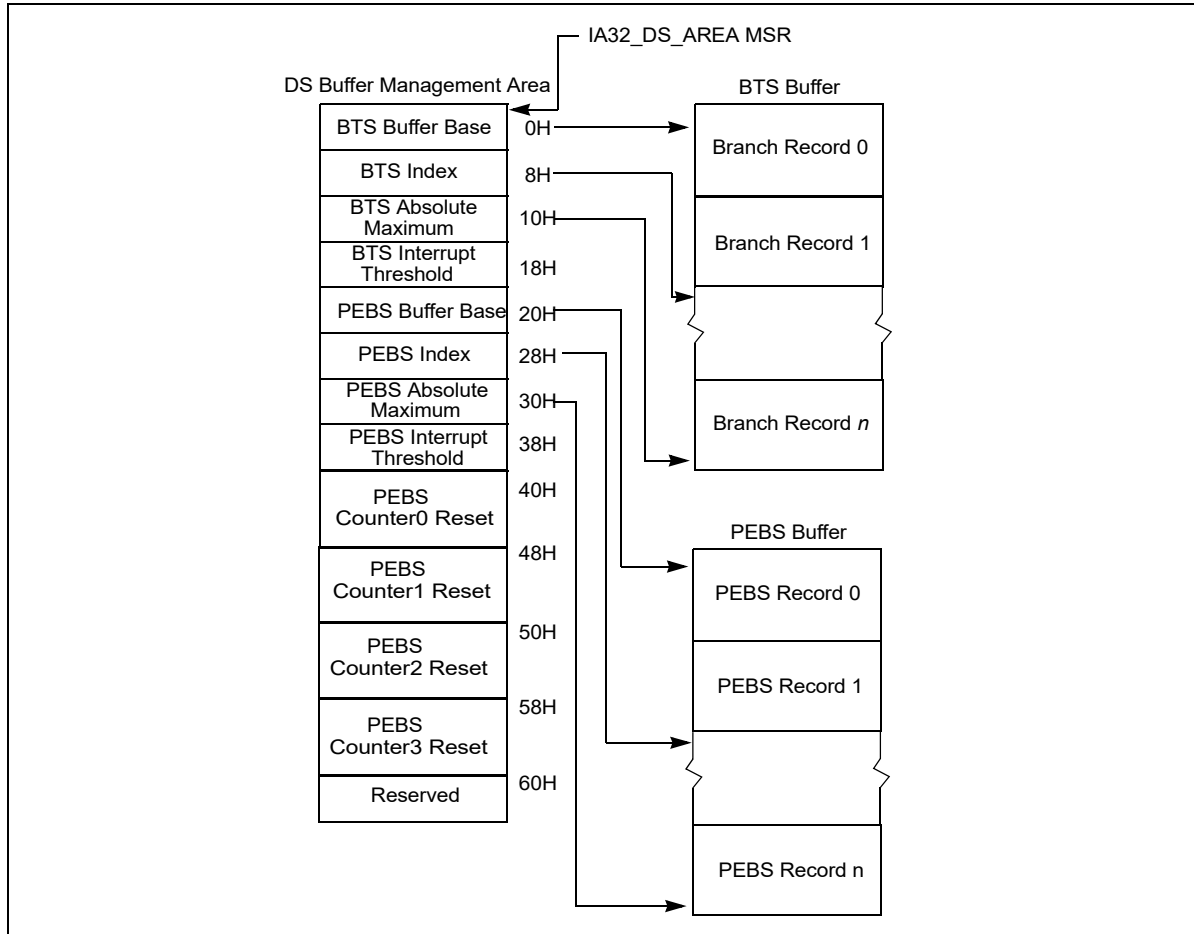 IA32_DS_AREA MSR
DS Buffer Management Area
BTS Buffer Base
0H
BTS Index
8H
BTS Absolute
Maximum
10H
BTS Interrupt
Threshold
18H
PEBS Buffer Base
20H
PEBS Index
28H
PEBS Absolute
Maximum
30H
PEBS Interrupt
Threshold
38H
PEBS
Counter0 Reset
40H
PEBS
Counter1 Reset
48H
PEBS
Counter2 Reset
50H
PEBS
Counter3 Reset
58H
Reserved
60H
BTS Buffer
Branch Record 0
Branch Record 1
Branch Record n
PEBS Buffer
PEBS Record 0
PEBS Record 1
PEBS Record n